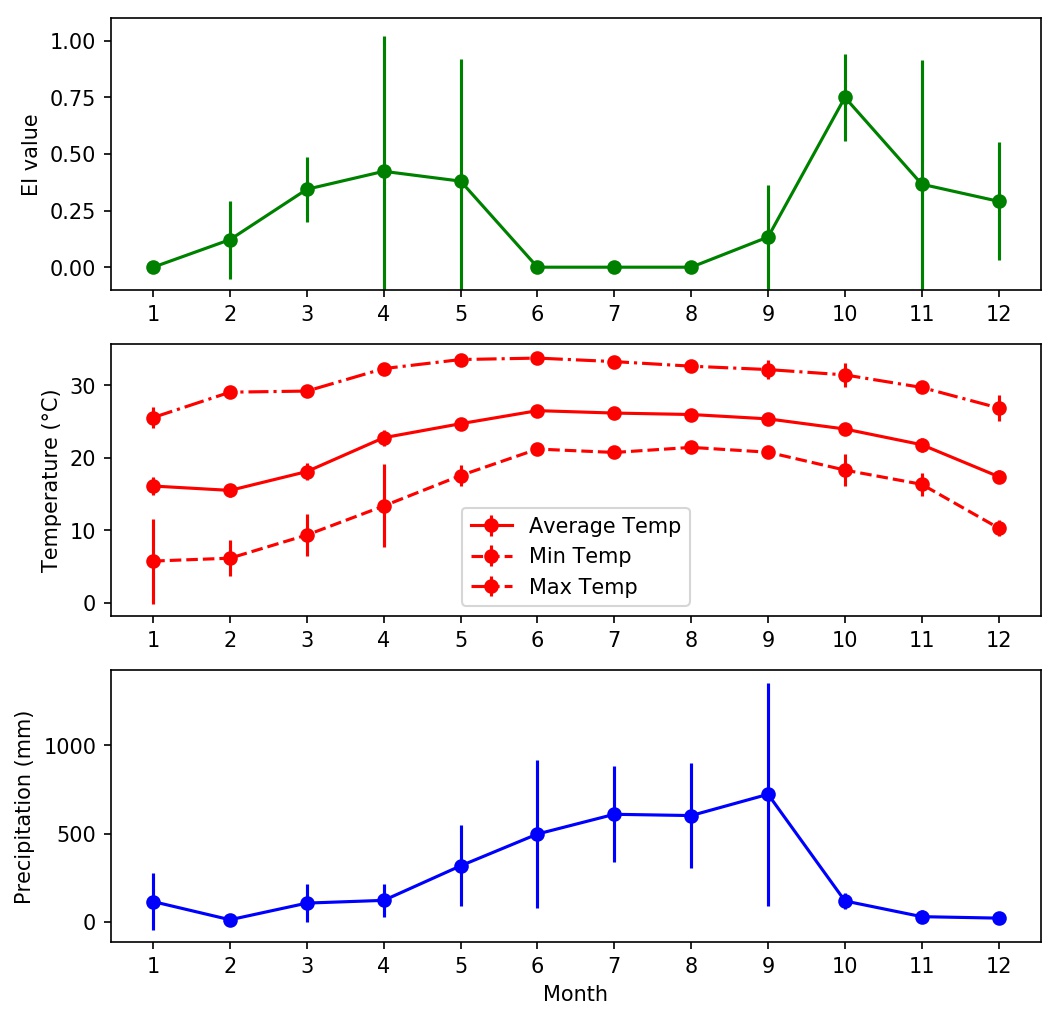 EI value
1.00
0.75
0.50
0.25
0.00
1 2 3 4 5 6 7 8 9 10 11 12
Temperature (°C)
30
20
10
0
Average Temp
Min Temp
Max Temp
1 2 3 4 5 6 7 8 9 10 11 12
Precipitation (mm)
1000
500
0
1 2 3 4 5 6 7 8 9 10 11 12
Month